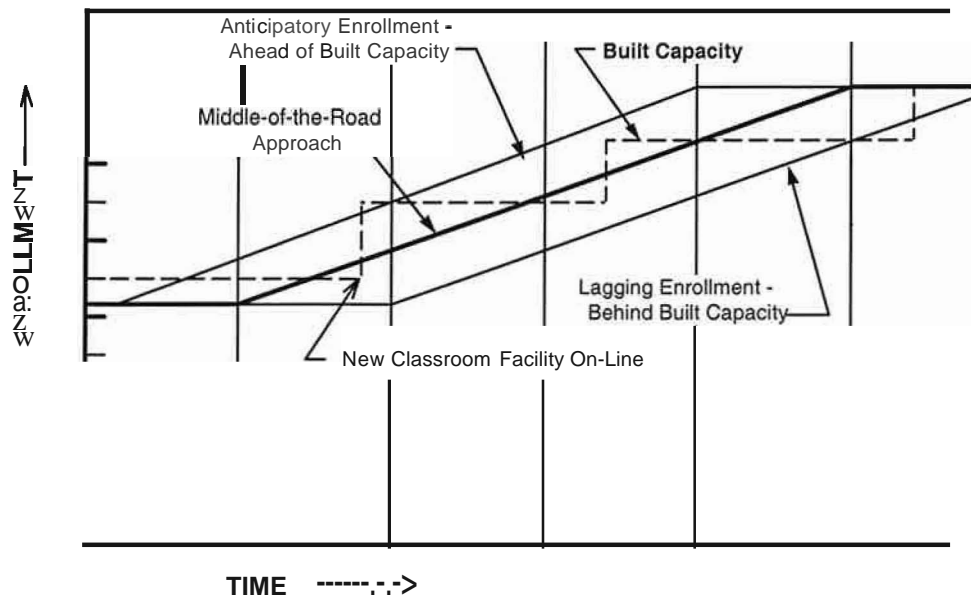 Anticipatory Enrollment -
Ahead of Built Capacity
Built Capacity
Middle-of-the-Road
Approach
Lagging Enrollment -
Behind Built Capacity
New Classroom Facility On-Line
TIME